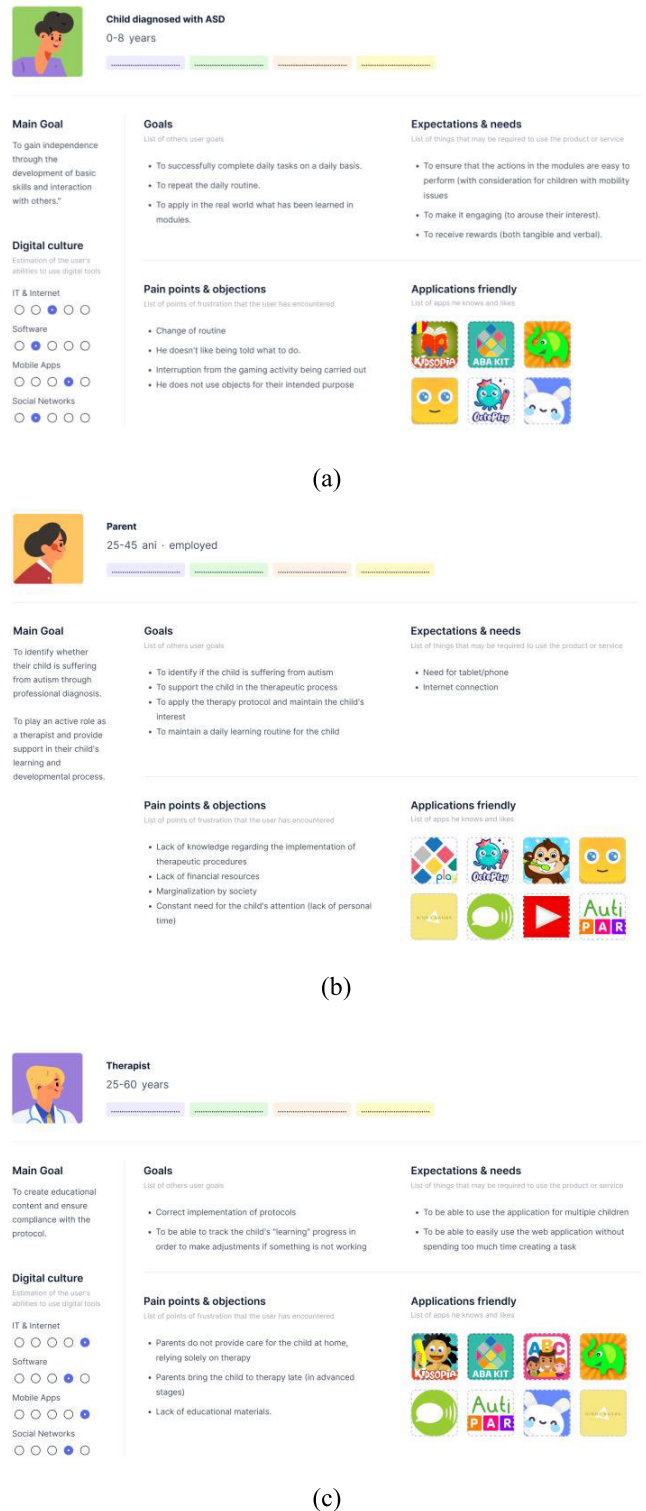 Child diagnosed with ASD
0-8 years
Main Goal
To gain independence
through the
development of basic
skills and interaction
with others."
Digital culture
Estimation of the user's
abilities to use digital tools
IT & Internet
Software
Mobile Apps
Social Networks
Goals
List of others user goals
• To successfully complete daily tasks on a daily basis.
• To repeat the daily routine.
• To apply in the real world what has been learned in
modules.
Expectations & needs
List of things that may be required to use the product or service
• To ensure that the actions in the modules are easy to
perform (with consideration for children with mobility
issues
• To make it engaging (to arouse their interest).
• To receive rewards (both tangible and verbal).
Pain points & objections
List of points of frustration that the user has encountered
• Change of routine
• He doesn't like being told what to do.
• Interruption from the gaming activity being carried out
• He does not use objects for their intended purpose
Applications friendly
List of apps he knows and likes
KIDSOPIA
ABA KIT
OctoPlay
(a)
Parent
25-45 ani · employed
Main Goal
To identify whether
their child is suffering
from autism through
professional diagnosis.
To play an active role as
a therapist and provide
support in their child's
learning and
developmental process.
Goals
List of others user goals
• To identify if the child is suffering from autism
• To support the child in the therapeutic process
• To apply the therapy protocol and maintain the child's
interest
• To maintain a daily learning routine for the child
Expectations & needs
List of things that may be required to use the product or service
• Need for tablet/phone
• Internet connection
Pain points & objections
List of points of frustration that the user has encountered
• Lack of knowledge regarding the implementation of
therapeutic procedures
• Lack of financial resources
• Marginalization by society
• Constant need for the child's attention (lack of personal
time)
Applications friendly
List of apps he knows and likes
play
OctoPlay
Auti
PAR
(b)
Therapist
25-60 years
Main Goal
To create educational
content and ensure
compliance with the
protocol.
Digital culture
Estimation of the user's
abilities to use digital tools
IT & Internet
Software
Mobile Apps
Social Networks
Goals
List of others user goals
• Correct implementation of protocols
• To be able to track the child's "learning" progress in
order to make adjustments if something is not working
Expectations & needs
List of things that may be required to use the product or service
• To be able to use the application for multiple children
• To be able to easily use the web application without
spending too much time creating a task
Pain points & objections
List of points of frustration that the user has encountered
• Parents do not provide care for the child at home,
relying solely on therapy
• Parents bring the child to therapy late (in advanced
stages)
• Lack of educational materials.
Applications friendly
List of apps he knows and likes
KIDSOPIA
ABA KIT
ABC
Auti
PAR
(c)